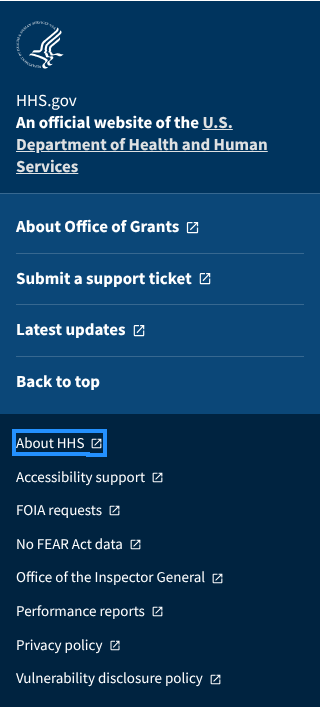 HHS.gov
An official website of the U.S.
Department of Health and Human
Services
About Office of Grants
Submit a support ticket
Latest updates
Back to top
About HHS
Accessibility support
FOIA requests
No FEAR Act data
Office of the Inspector General
Performance reports
Privacy policy
Vulnerability disclosure policy